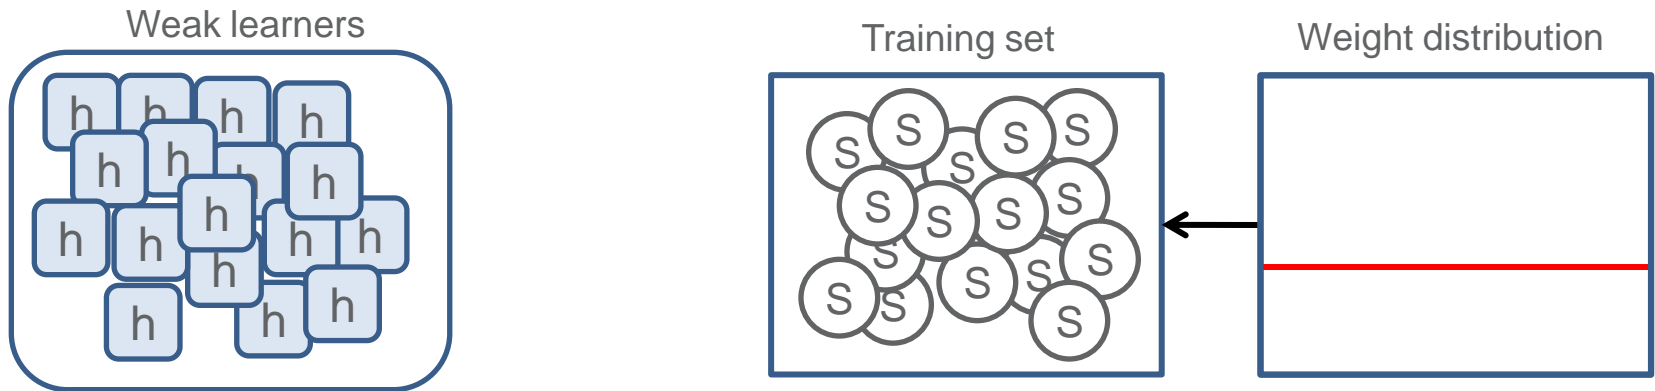 Weak learners
Training set
Weight distribution
h h h h
h h h h
h
h h h h
h
h h h
S S S S S
S S S S
S S S
S S S S